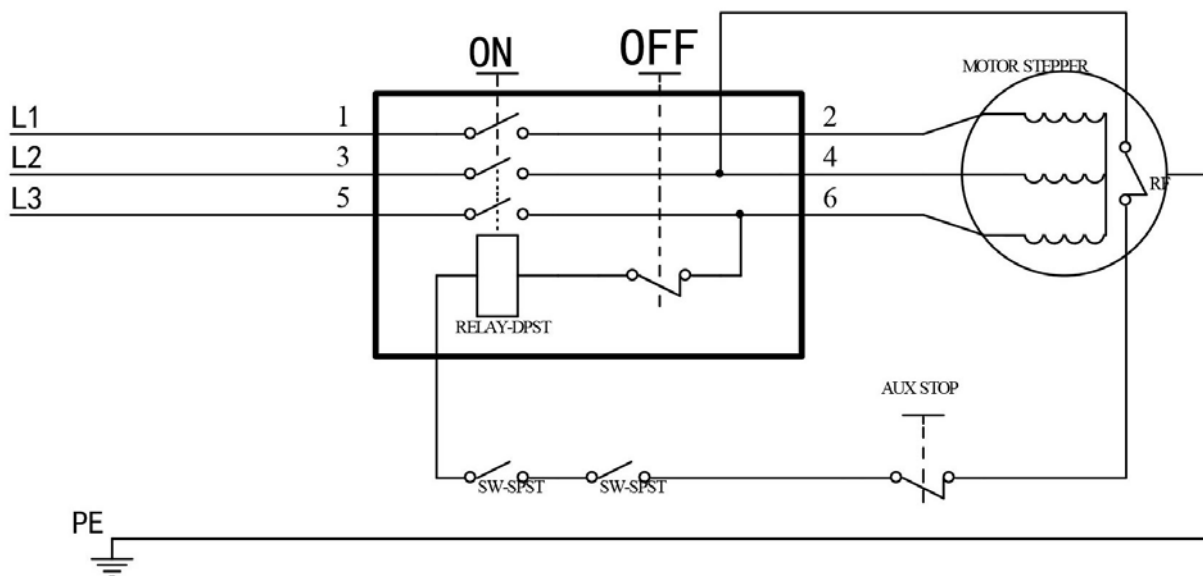 ON OFF
MOTOR STEPPER
L1 1 2
L2 3 4
L3 5 6
RF
RELAY-DPST
AUX STOP
SW-SPST SW-SPST
PE